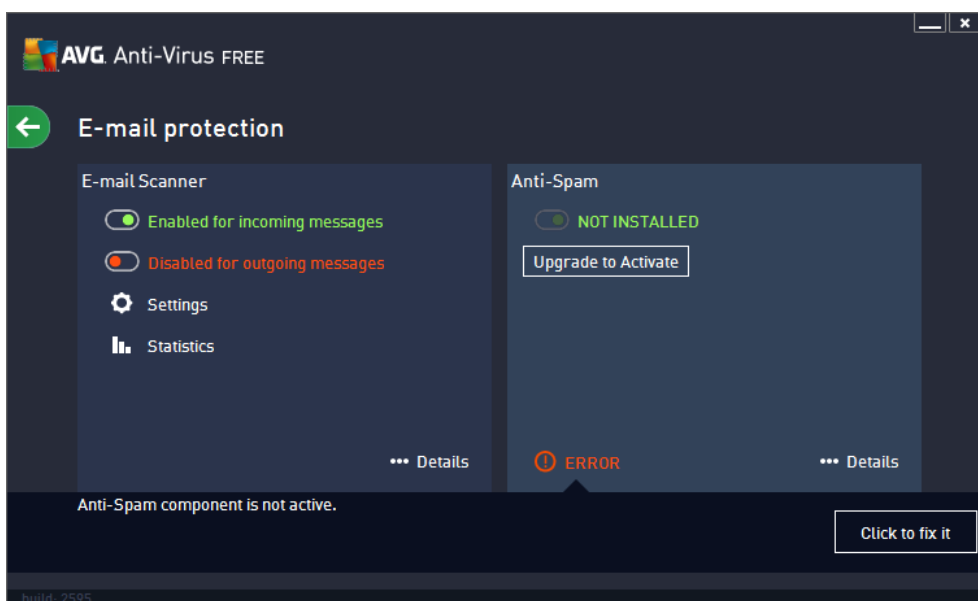 AVG. Anti-Virus FREE
E-mail protection
E-mail Scanner
Enabled for incoming messages
Disabled for outgoing messages
Settings
Statistics
••• Details
Anti-Spam
NOT INSTALLED
Upgrade to Activate
ERROR
••• Details
Anti-Spam component is not active.
Click to fix it
build: 2595